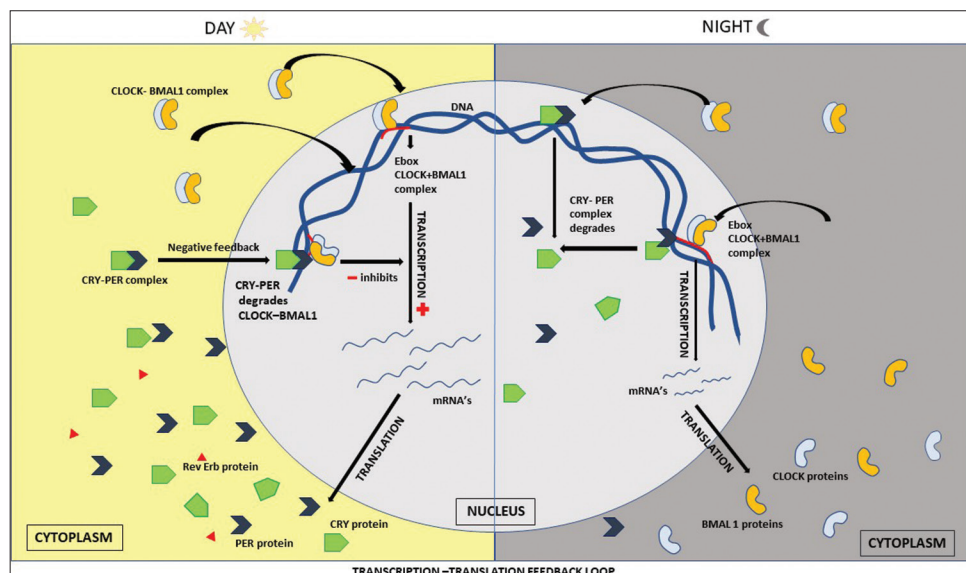 DAY
NIGHT
CLOCK- BMAL1 complex
DNA
Ebox
CLOCK+BMAL1
complex
TRANSCRIPTION
Negative feedback
CRY-PER complex
CRY-PER
degrades
CLOCK–BMAL1
inhibits
mRNA's
TRANSLATION
Rev Erb protein
PER protein
CRY protein
CYTOPLASM
NUCLEUS
CRY- PER
complex
degrades
Ebox
CLOCK+BMAL1
complex
TRANSCRIPTION
mRNA's
TRANSLATION
CLOCK proteins
BMAL 1 proteins
CYTOPLASM
TRANSCRIPTION –TRANSLATION FEEDBACK LOOP